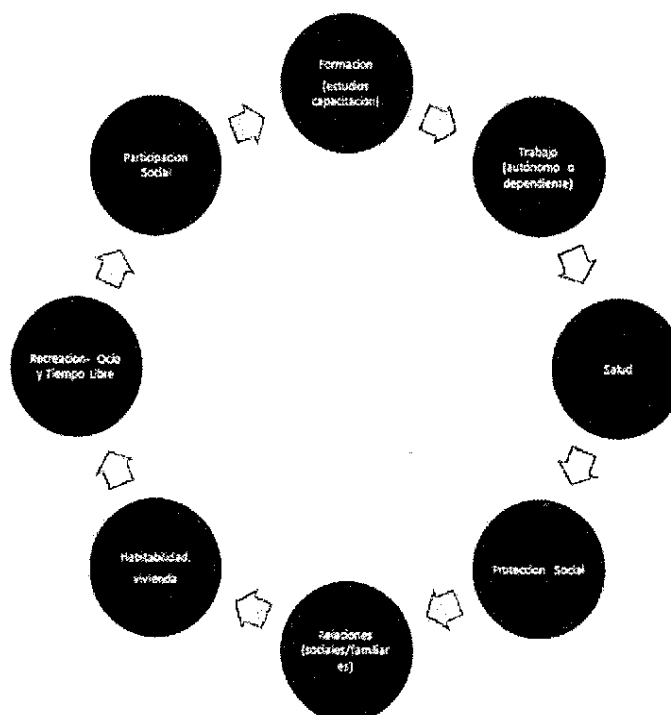 Formacion
(estudios
capacitacion)
Trabajo
(autónomo o
dependiente)
Salud
Proteccion Social
Relaciones
(sociales/familiar
es)
Habitabilidad.
vivienda
Recreacion- Ocio
y Tiempo Libre
Participacion
Social